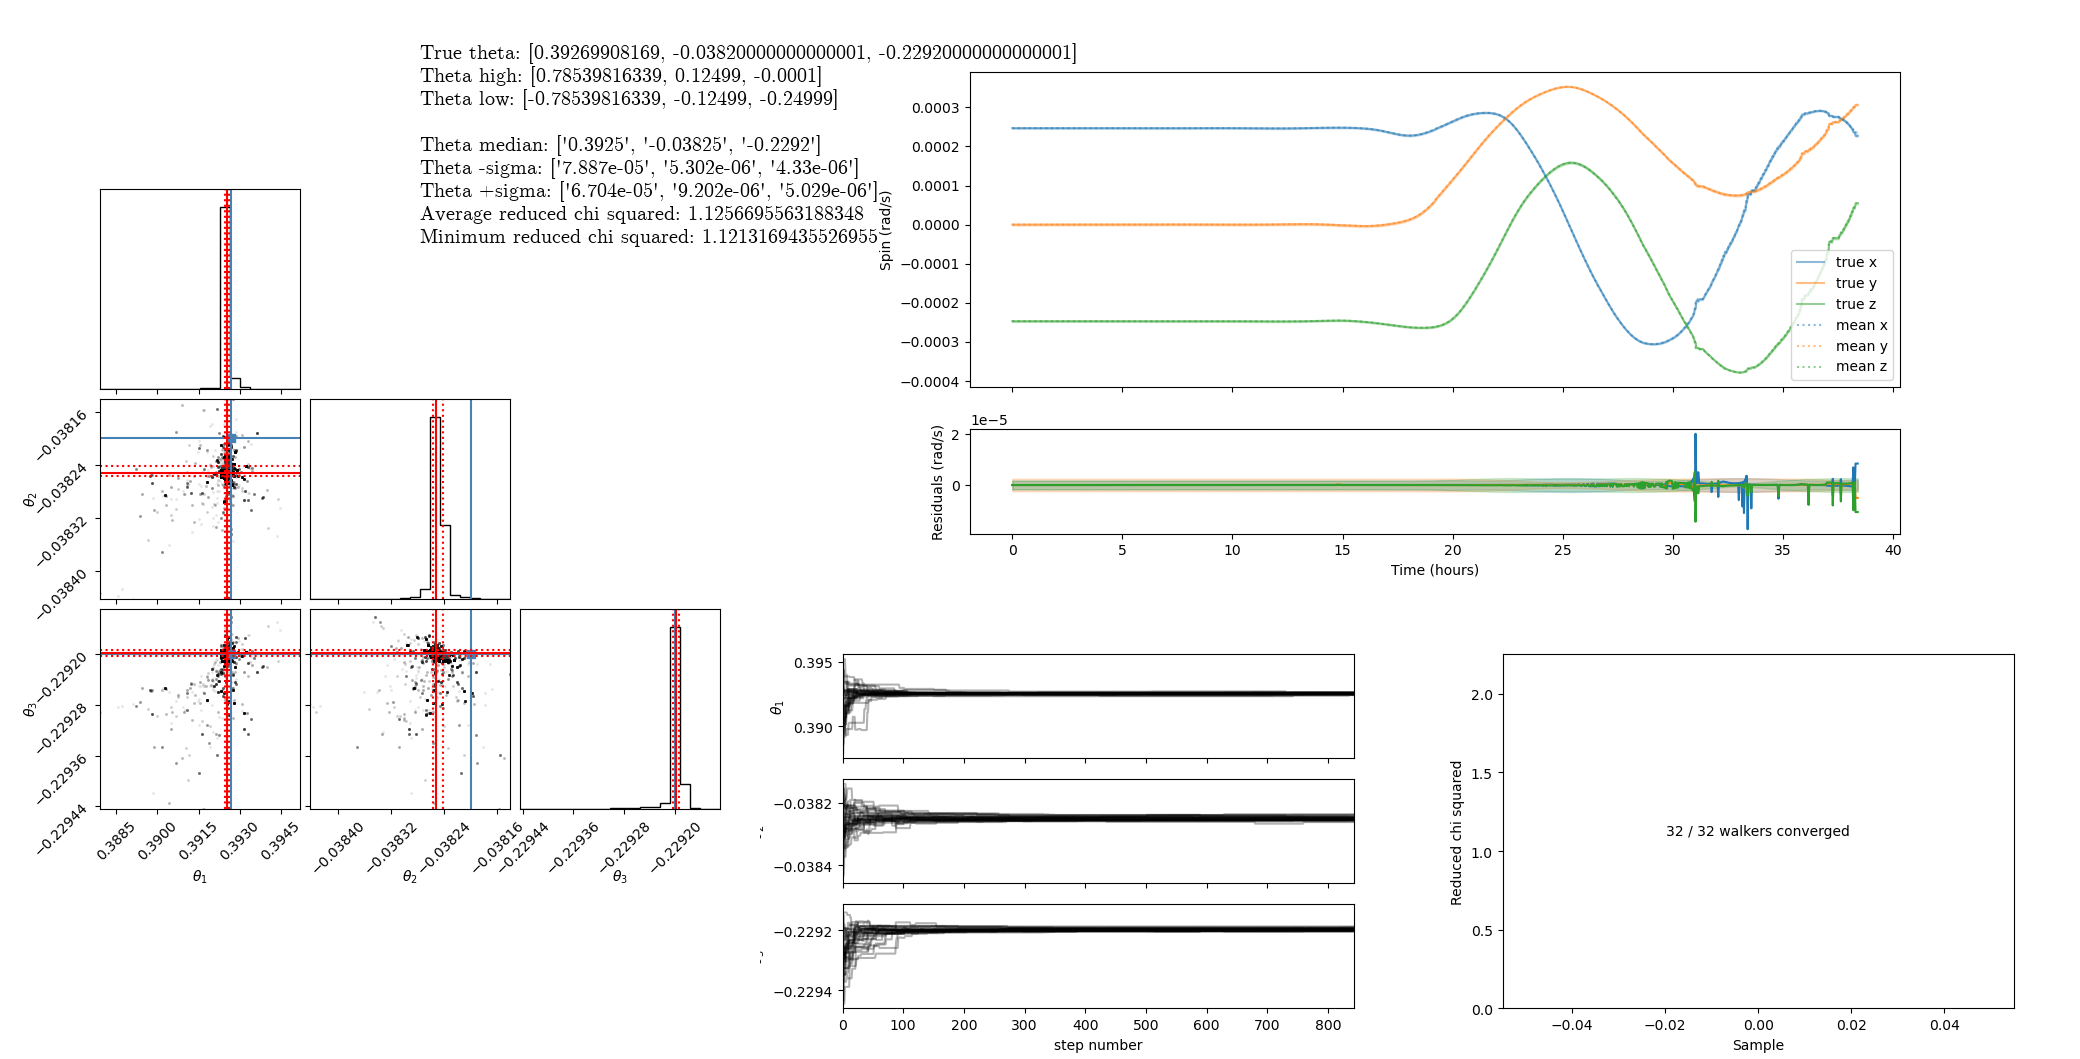 True theta: [0.39269908169, -0.03820000000000001, -0.22920000000000001]
Theta high: [0.78539816339, 0.12499, -0.0001]
Theta low: [-0.78539816339, -0.12499, -0.24999]
Theta median: ['0.3925', '-0.03825', '-0.2292']
Theta -sigma: ['7.887e-05', '5.302e-06', '4.33e-06']
Theta +sigma: ['6.704e-05', '9.202e-06', '5.029e-06']
Average reduced chi squared: 1.1256695563188348
Minimum reduced chi squared: 1.1213169435526955
Spin (rad/s)
0.0003
0.0002
0.0001
0.0000
−0.0001
−0.0002
−0.0003
−0.0004
true x
true y
true z
mean x
mean y
mean z
1e−5
Residuals (rad/s)
2
0
0 5 10 15 20 25 30 35 40
Time (hours)
θ2
−0.03816
−0.03824
−0.03832
−0.03840
θ3
−0.22920
−0.22928
−0.22936
−0.22944
0.3885 0.3900 0.3915 0.3930 0.3945
θ1
−0.03840 −0.03832 −0.03824 −0.03816
θ2
−0.22944 −0.22936 −0.22928 −0.22920
θ3
θ1
0.395
0.390
−0.0382
−0.0384
−0.2292
−0.2294
0 100 200 300 400 500 600 700 800
step number
Reduced chi squared
2.0
1.5
1.0
0.5
0.0
32 / 32 walkers converged
−0.04 −0.02 0.00 0.02 0.04
Sample